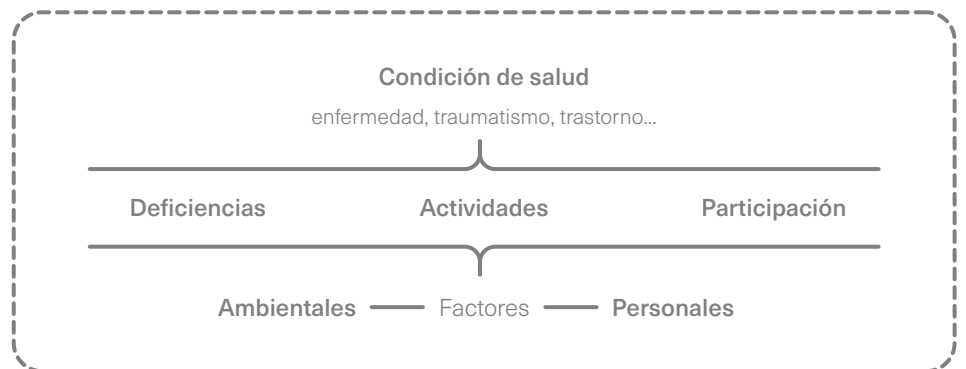 Condición de salud
enfermedad, traumatismo, trastorno...
Deficiencias Actividades Participación
Ambientales Factores Personales